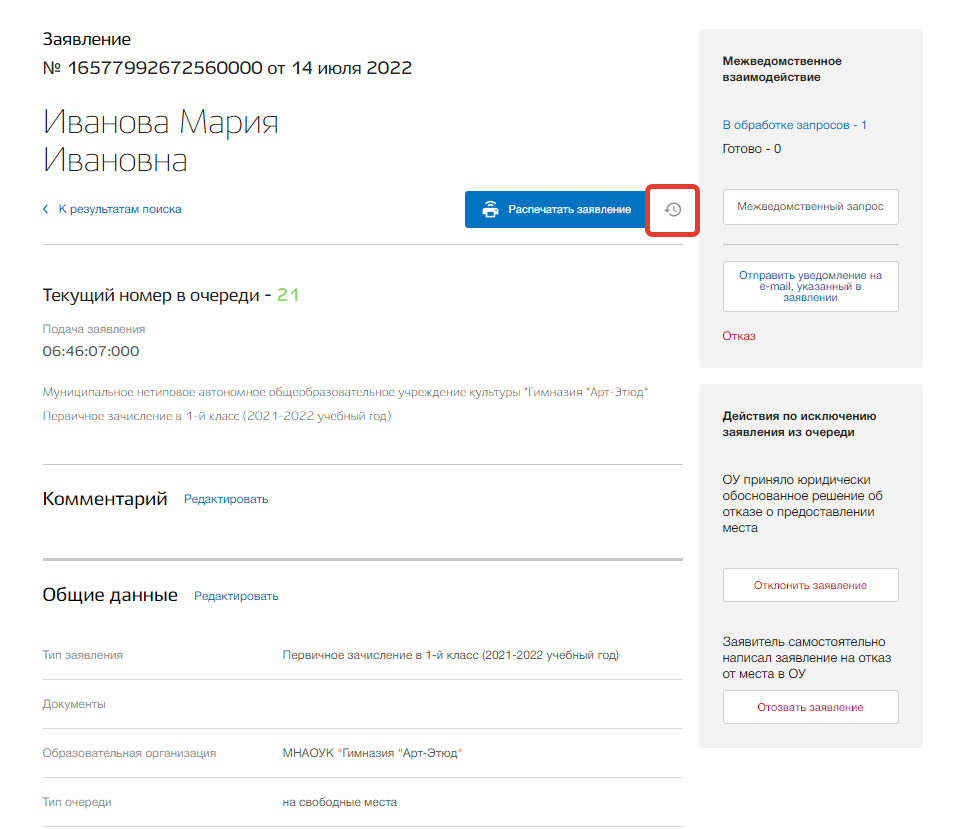 Заявление
№ 16577992672560000 от 14 июля 2022
Иванова Мария
Ивановна
К результатам поиска
Распечатать заявление
Текущий номер в очереди - 21
Подача заявления
06:46:07:000
Муниципальное нетиповое автономное общеобразовательное учреждение культуры "Гимназия "Арт-Этюд"
Первичное зачисление в 1-й класс (2021-2022 учебный год)
Комментарий Редактировать
Общие данные Редактировать
Тип заявления Первичное зачисление в 1-й класс (2021-2022 учебный год)
Документы
Образовательная организация МНАОУК "Гимназия "Арт-Этюд"
Тип очереди на свободные места
Межведомственное
взаимодействие
В обработке запросов - 1
Готово - 0
Межведомственный запрос
Отправить уведомление на
e-mail, указанный в
заявлении
Отказ
Действия по исключению
заявления из очереди
ОУ приняло юридически
обоснованное решение об
отказе о предоставлении
места
Отклонить заявление
Заявитель самостоятельно
написал заявление на отказ
от места в ОУ
Отозвать заявление